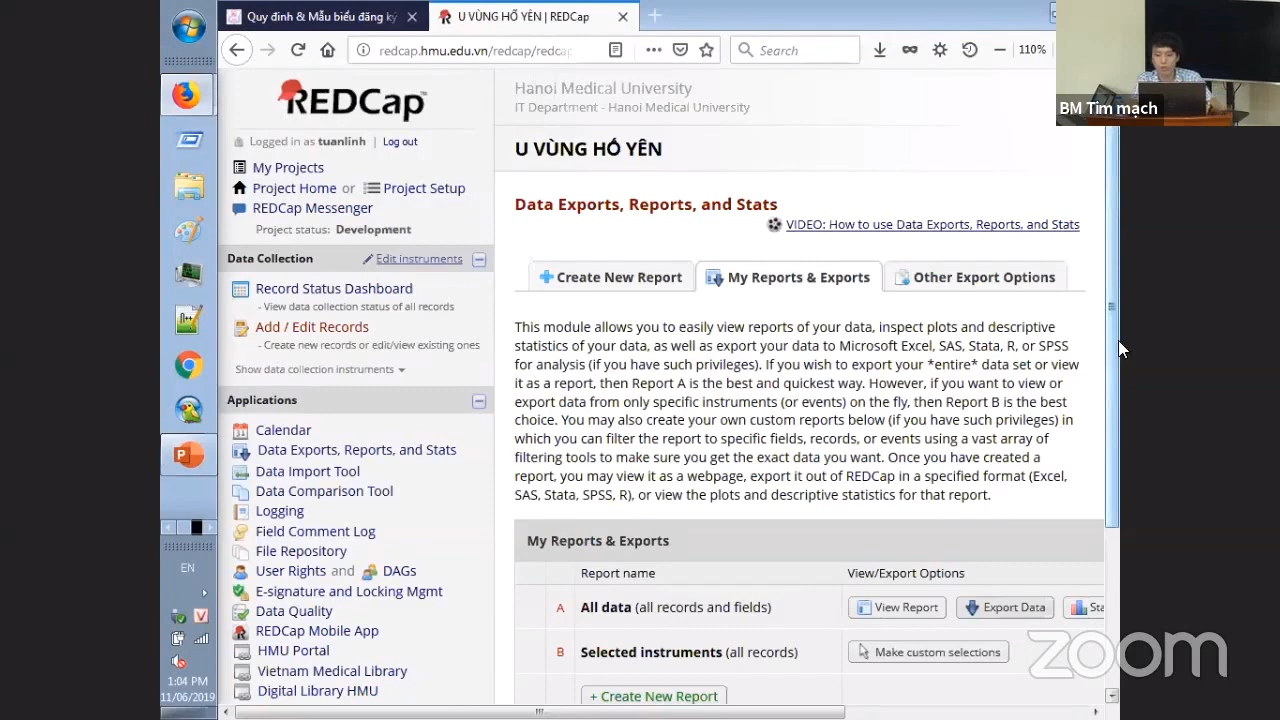 Quy định & Mẫu biểu đăng ký
U VÙNG HỐ YÊN | REDCap
redcap.hmu.edu.vn/redcap/redcap
Search
110%
BM Tim mạch
REDCap
Logged in as tuanlinh | Log out
My Projects
Project Home or Project Setup
REDCap Messenger
Project status: Development
Data Collection
Edit instruments
Record Status Dashboard
- View data collection status of all records
Add / Edit Records
- Create new records or edit/view existing ones
Show data collection instruments
Applications
Calendar
Data Exports, Reports, and Stats
Data Import Tool
Data Comparison Tool
Logging
Field Comment Log
File Repository
User Rights and DAGs
E-signature and Locking Mgmt
Data Quality
REDCap Mobile App
HMU Portal
Vietnam Medical Library
Digital Library HMU
Hanoi Medical University
IT Department - Hanoi Medical University
U VÙNG HỐ YÊN
Data Exports, Reports, and Stats
VIDEO: How to use Data Exports, Reports, and Stats
Create New Report
My Reports & Exports
Other Export Options
This module allows you to easily view reports of your data, inspect plots and descriptive
statistics of your data, as well as export your data to Microsoft Excel, SAS, Stata, R, or SPSS
for analysis (if you have such privileges). If you wish to export your *entire* data set or view
it as a report, then Report A is the best and quickest way. However, if you want to view or
export data from only specific instruments (or events) on the fly, then Report B is the best
choice. You may also create your own custom reports below (if you have such privileges) in
which you can filter the report to specific fields, records, or events using a vast array of
filtering tools to make sure you get the exact data you want. Once you have created a
report, you may view it as a webpage, export it out of REDCap in a specified format (Excel,
SAS, Stata, SPSS, R), or view the plots and descriptive statistics for that report.
My Reports & Exports
Report name
View/Export Options
A All data (all records and fields)
View Report
Export Data
Sta
B Selected instruments (all records)
Make custom selections
+ Create New Report
EN
1:04 PM
11/06/2019
zoom